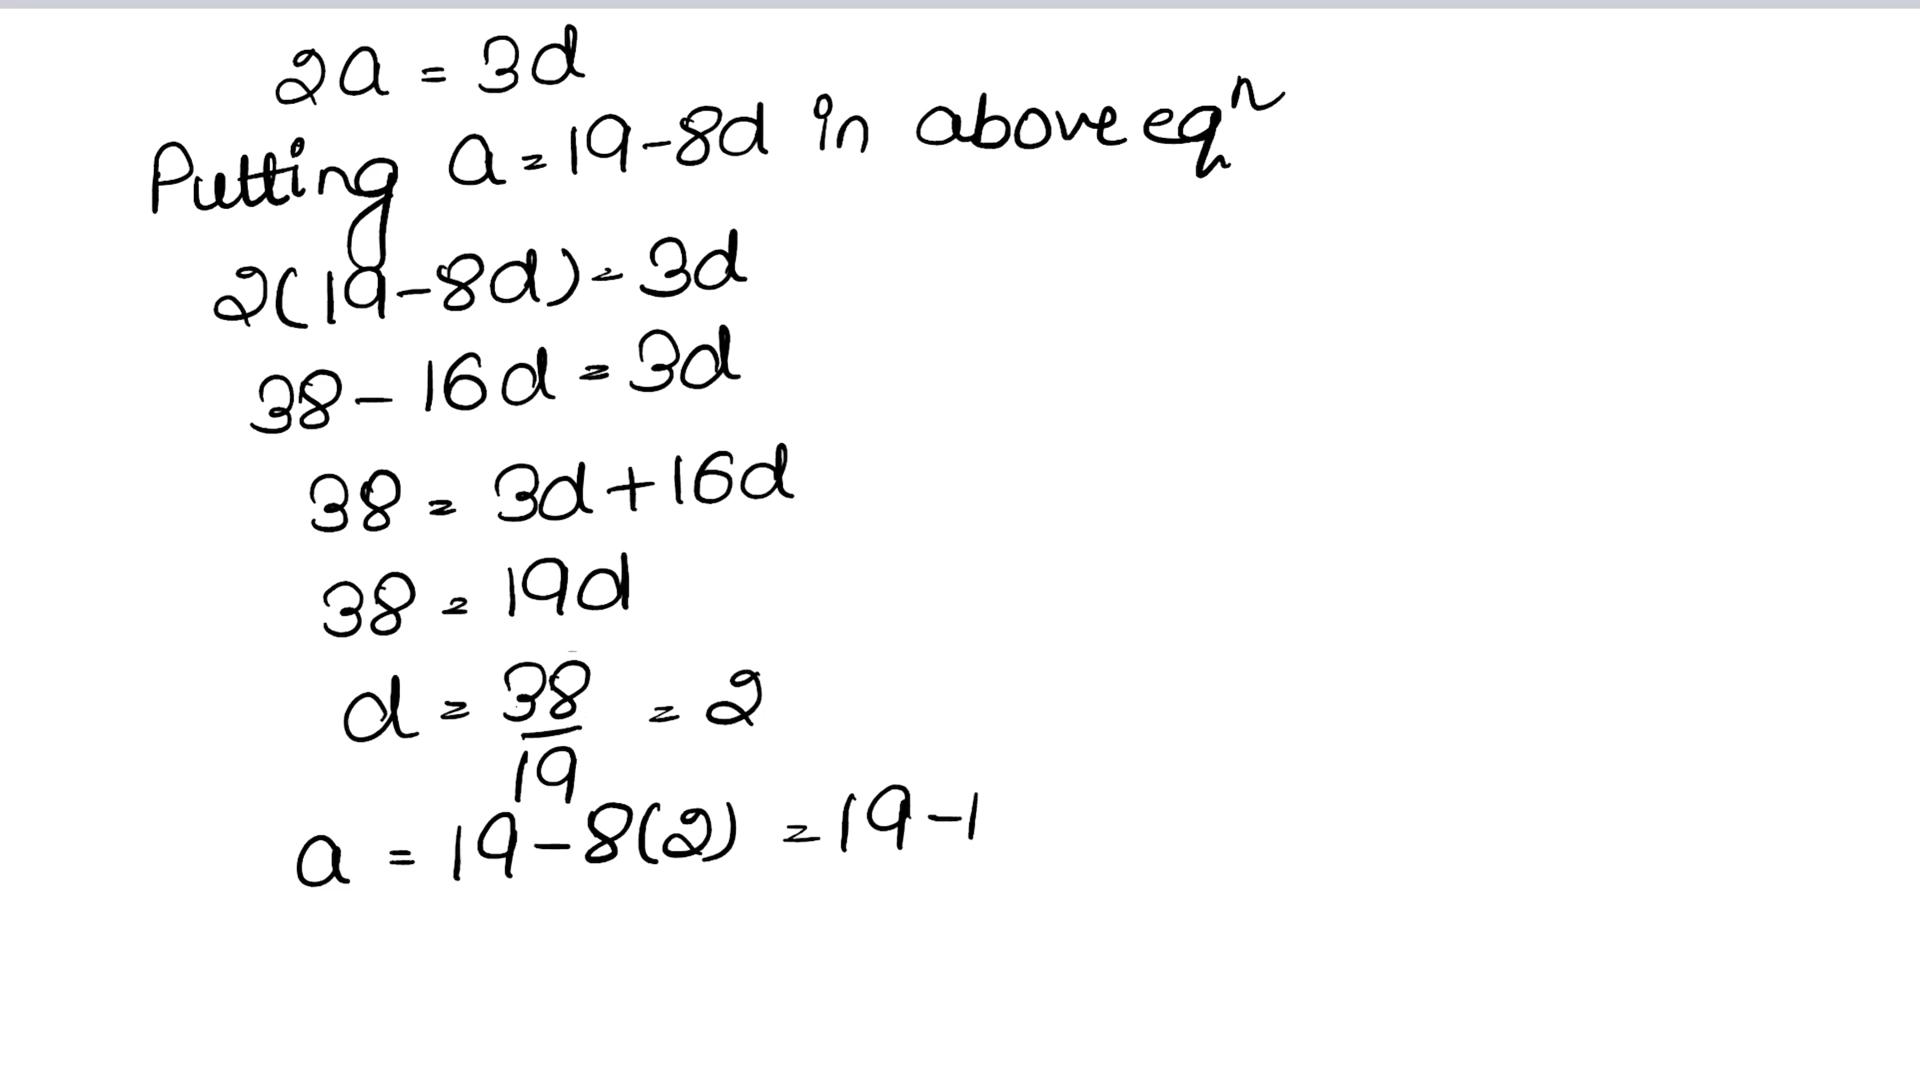 2a = 3d
Putting a = 19-8d in above eqⁿ
2(19-8d) = 3d
38 - 16d = 3d
38 = 3d + 16d
38 = 19d
d = 38/19 = 2
a = 19-8(2) = 19-1